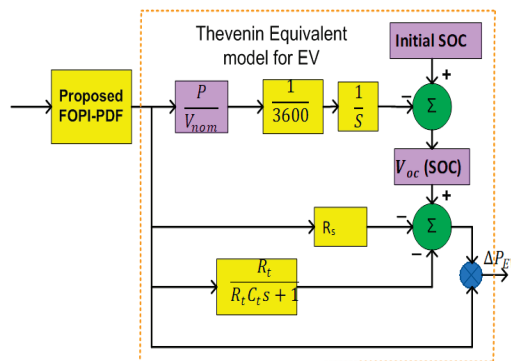 Thevenin Equivalent
model for EV
Initial SOC
+
Proposed
FOPI-PDF
P
V_nom
1
3600
1
S
−
Σ
V_oc (SOC)
+
R_s
−
Σ
−
R_t
R_t C_t s + 1
ΔP_E